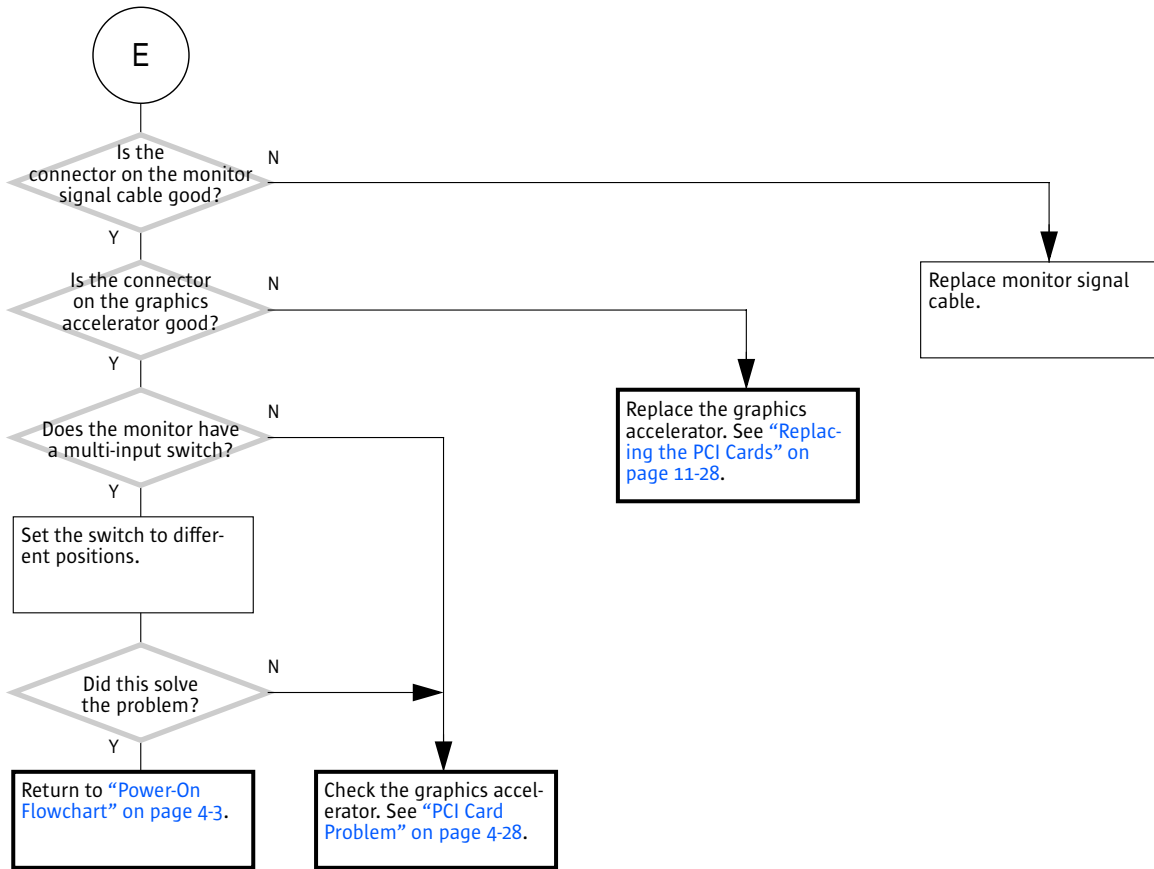 E
Is the
connector on the monitor
signal cable good?
N
Y
Is the connector
on the graphics
accelerator good?
N
Replace monitor signal
cable.
Y
Does the monitor have
a multi-input switch?
N
Replace the graphics
accelerator. See “Replac-
ing the PCI Cards” on
page 11-28.
Y
Set the switch to differ-
ent positions.
Did this solve
the problem?
N
Y
Return to “Power-On
Flowchart” on page 4-3.
Check the graphics accel-
erator. See “PCI Card
Problem” on page 4-28.